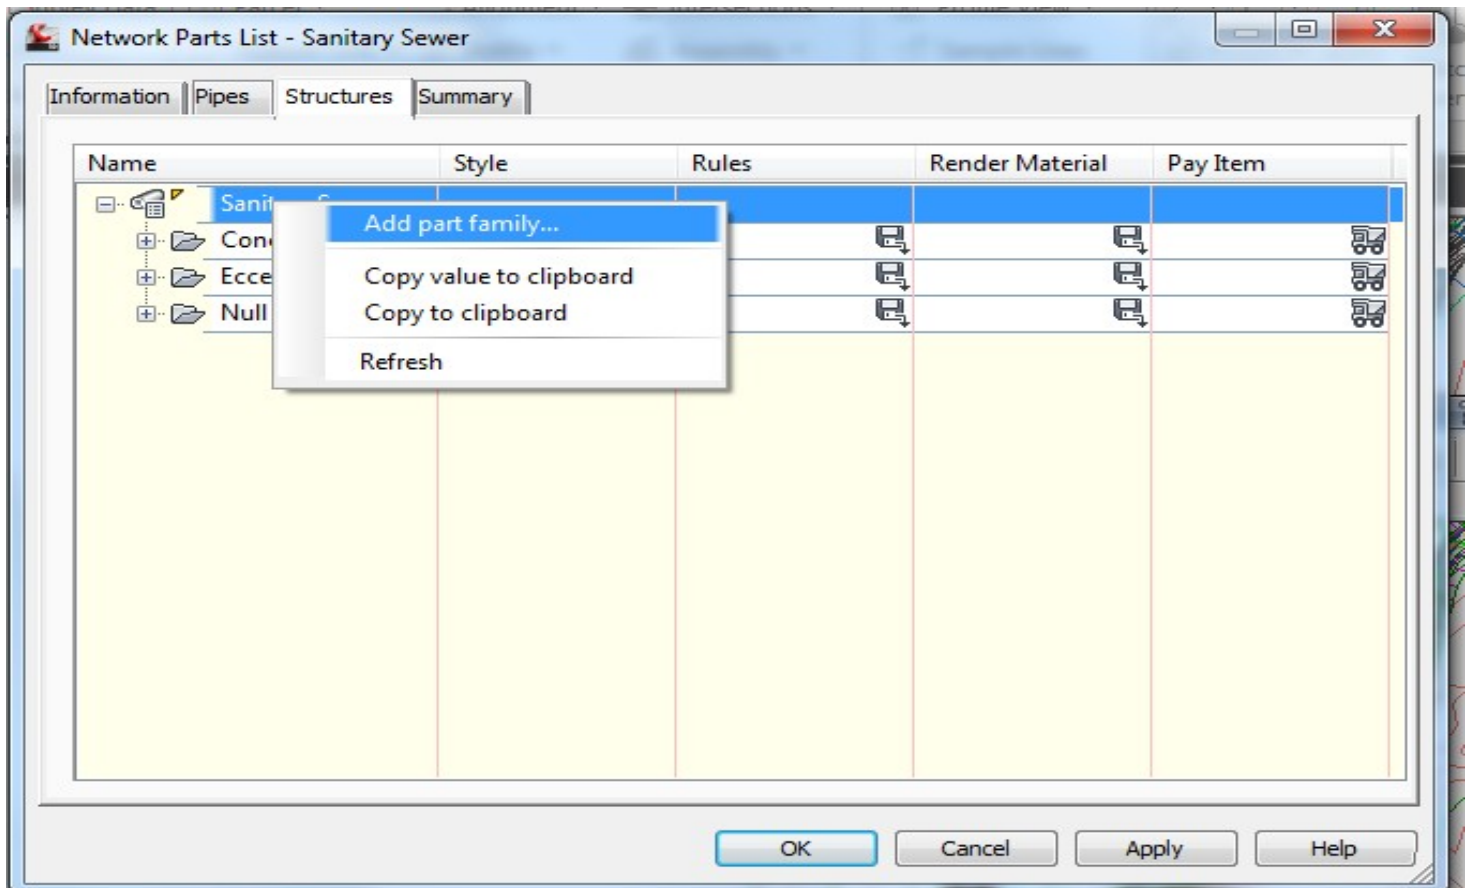 Network Parts List - Sanitary Sewer
Information Pipes Structures Summary
Name Style Rules Render Material Pay Item
Add part family...
Copy value to clipboard
Null Copy to clipboard
Refresh
OK Cancel Apply Help